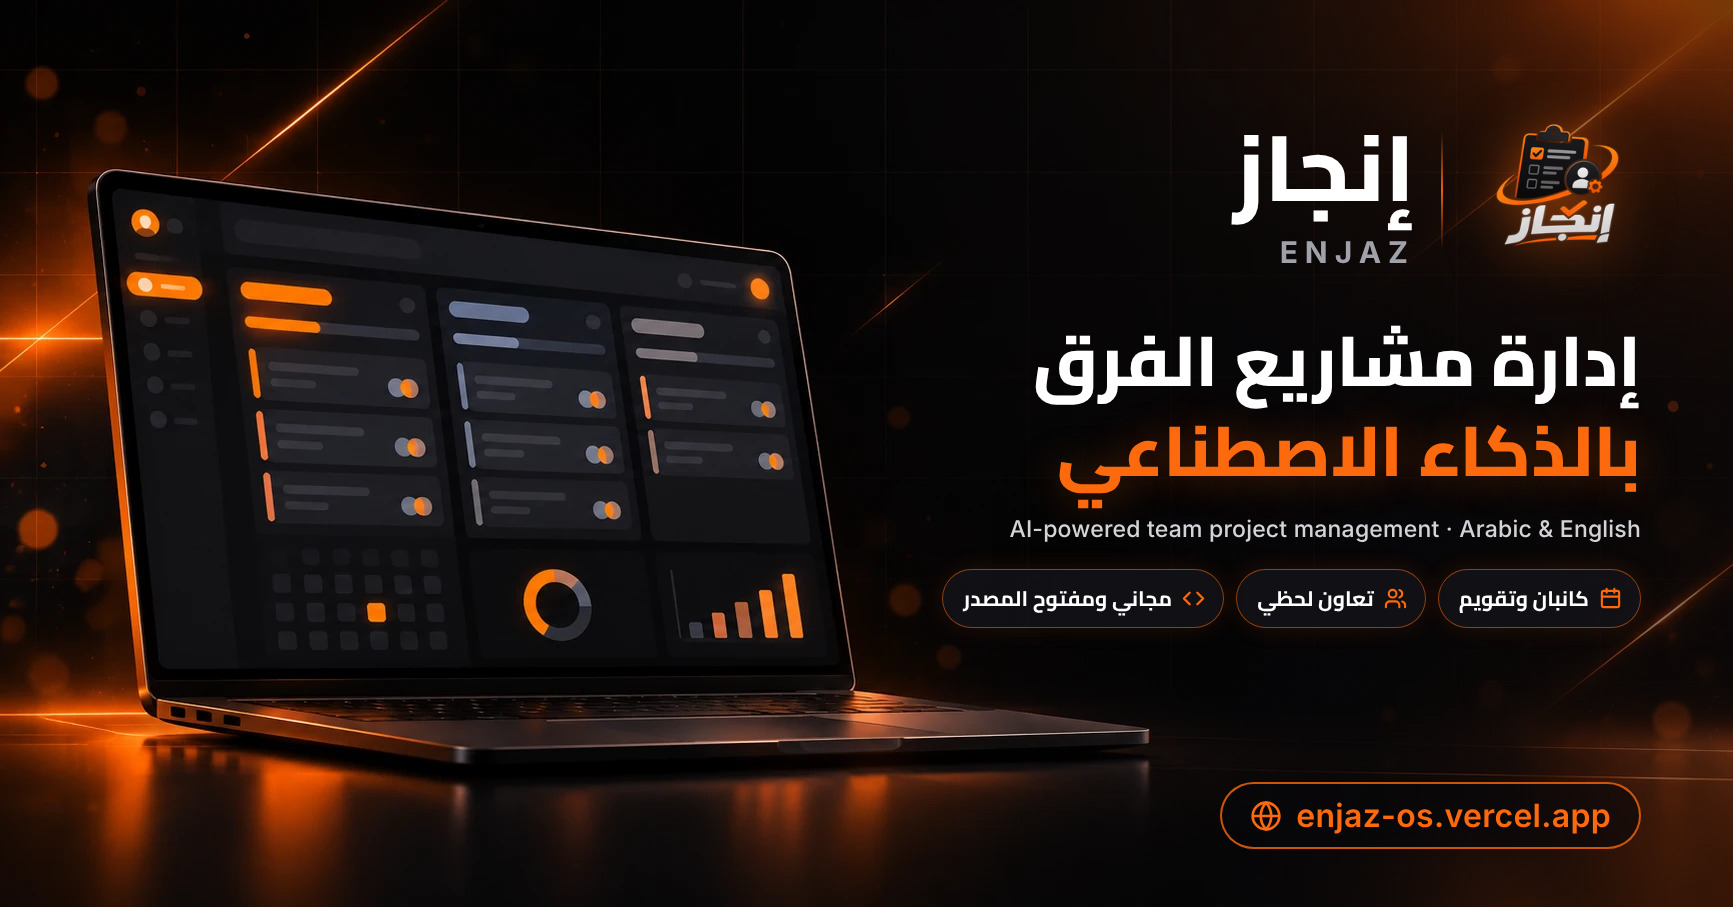 إنجاز
إنجاز
ENJAZ
إدارة مشاريع الفرق
بالذكاء الاصطناعي
AI-powered team project management · Arabic & English
كانبان وتقويم
تعاون لحظي
مجاني ومفتوح المصدر
enjaz-os.vercel.app